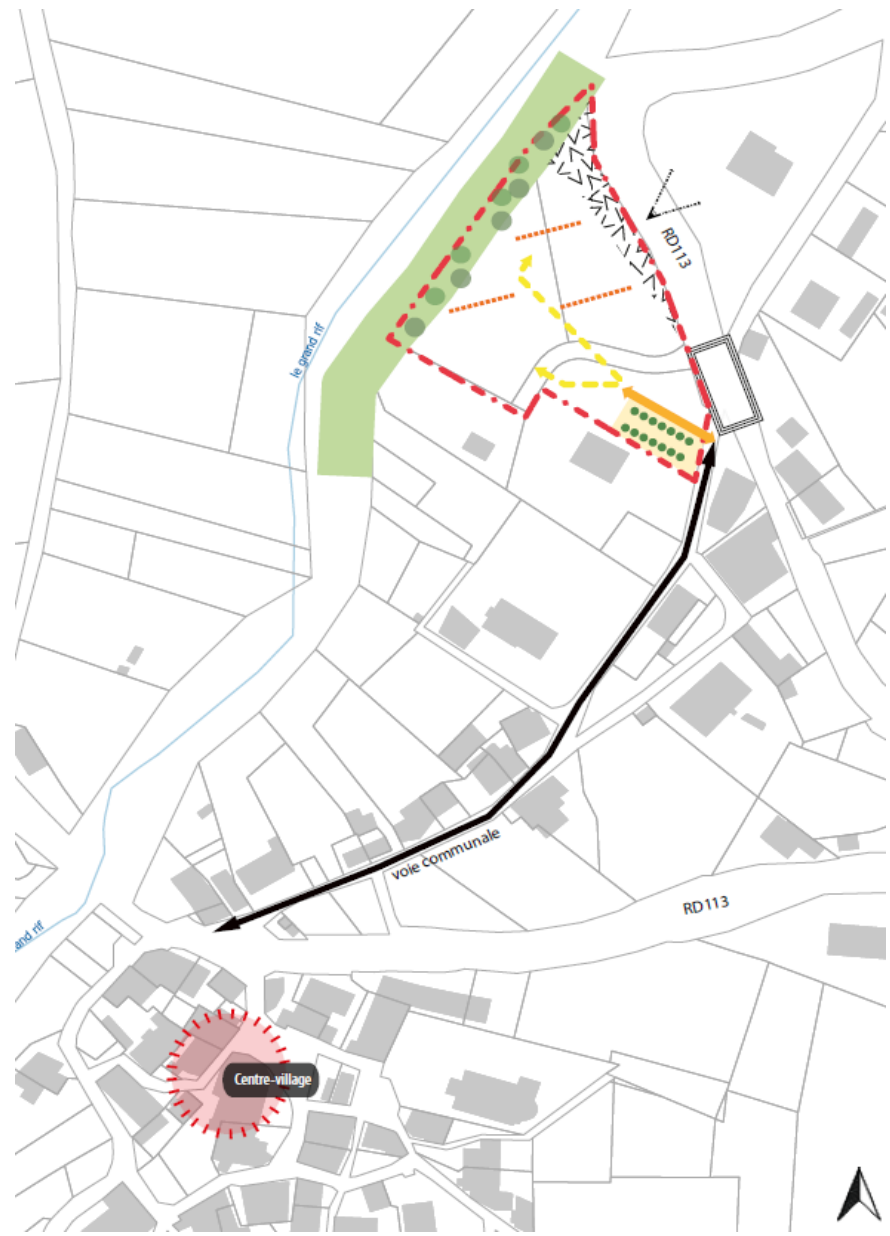 RD113
le grand rif
voie communale
RD113
and rif
Centre-village